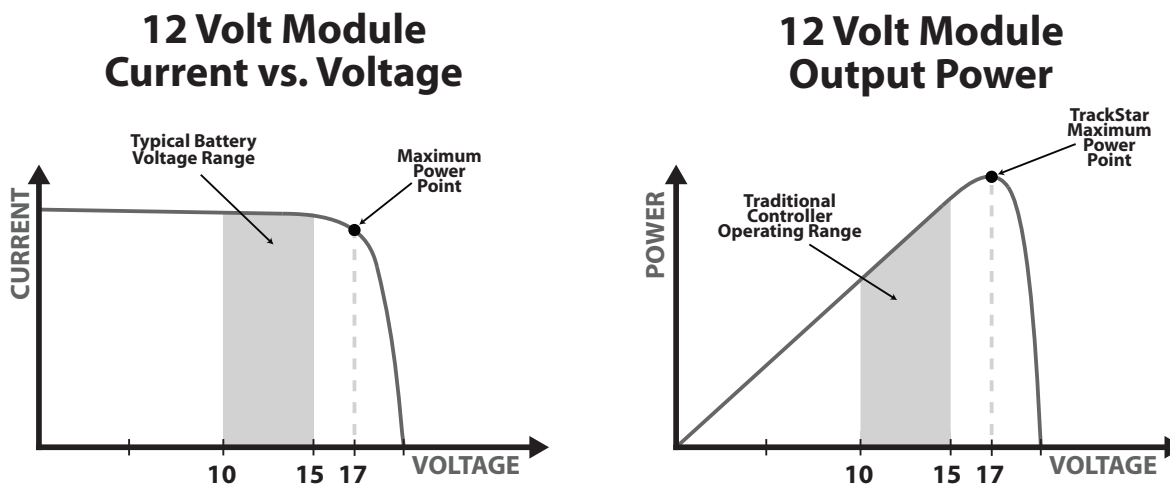 12 Volt Module
Current vs. Voltage
Typical Battery
Voltage Range
Maximum
Power
Point
CURRENT
10
15
17
VOLTAGE
12 Volt Module
Output Power
TrackStar
Maximum
Power
Point
Traditional
Controller
Operating Range
POWER
10
15
17
VOLTAGE